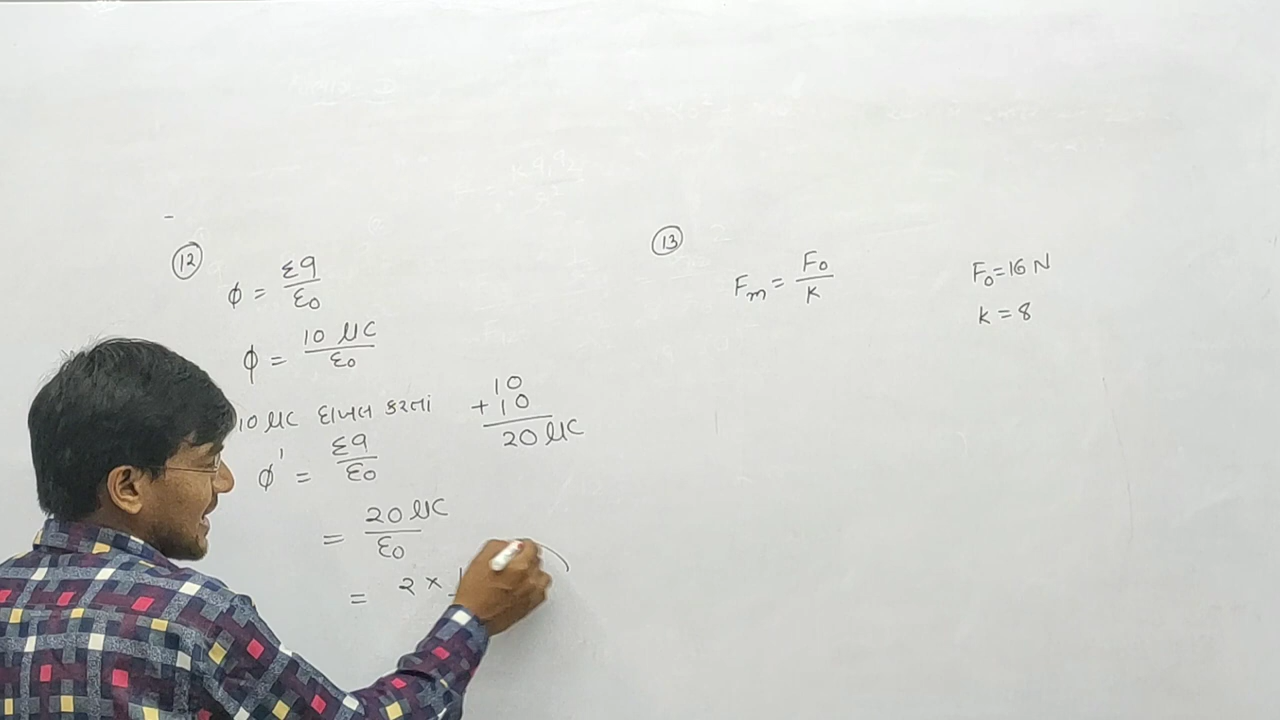 ⑫
ϕ = Σq / ε₀
ϕ = 10 μC / ε₀
10 μC દાખલ કરતાં
10
+ 10
20 μC
ϕ' = Σq / ε₀
= 20 μC / ε₀
= 2 ×
⑬
Fₘ = F₀ / K
F₀ = 16 N
K = 8